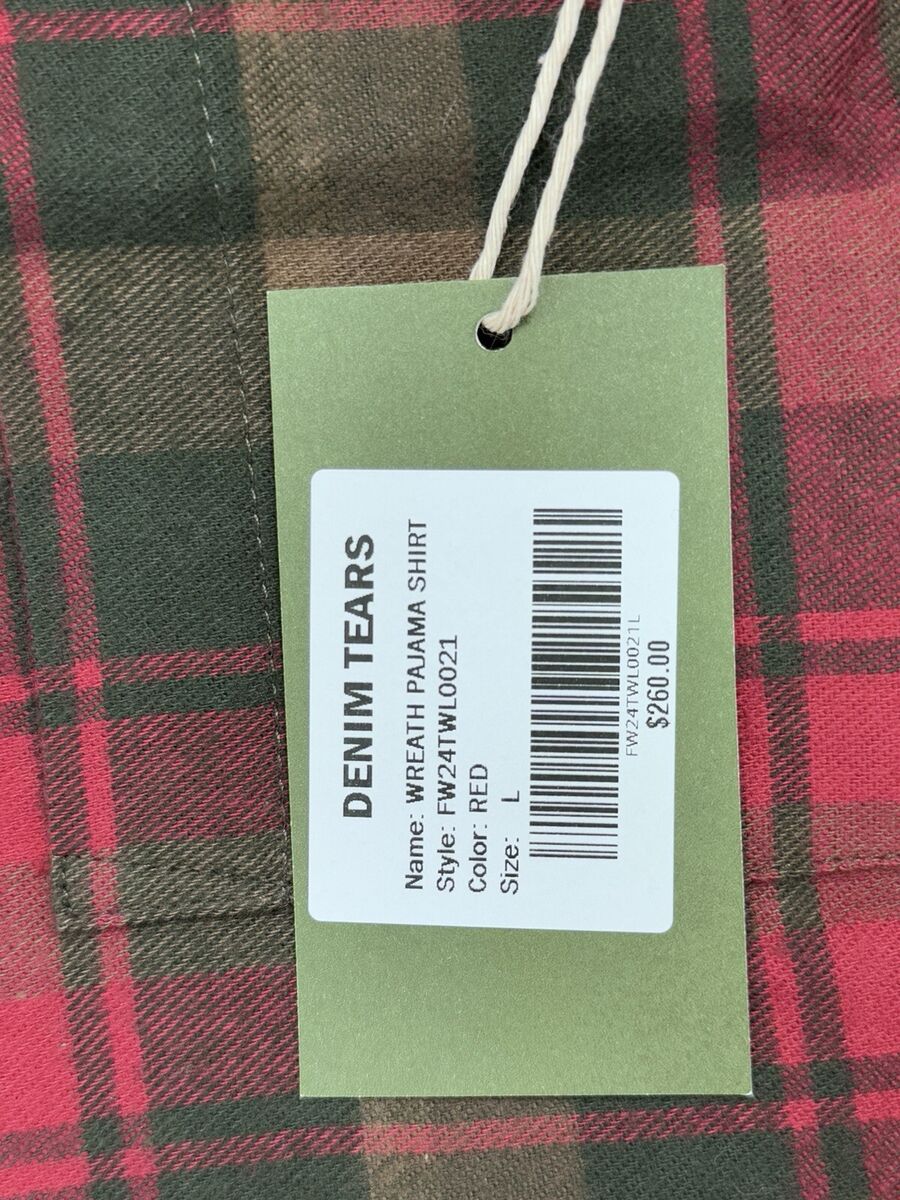 DENIM TEARS
Name: WREATH PAJAMA SHIRT
Style: FW24TWL0021
Color: RED
Size: L
FW24TWL0021L
$260.00